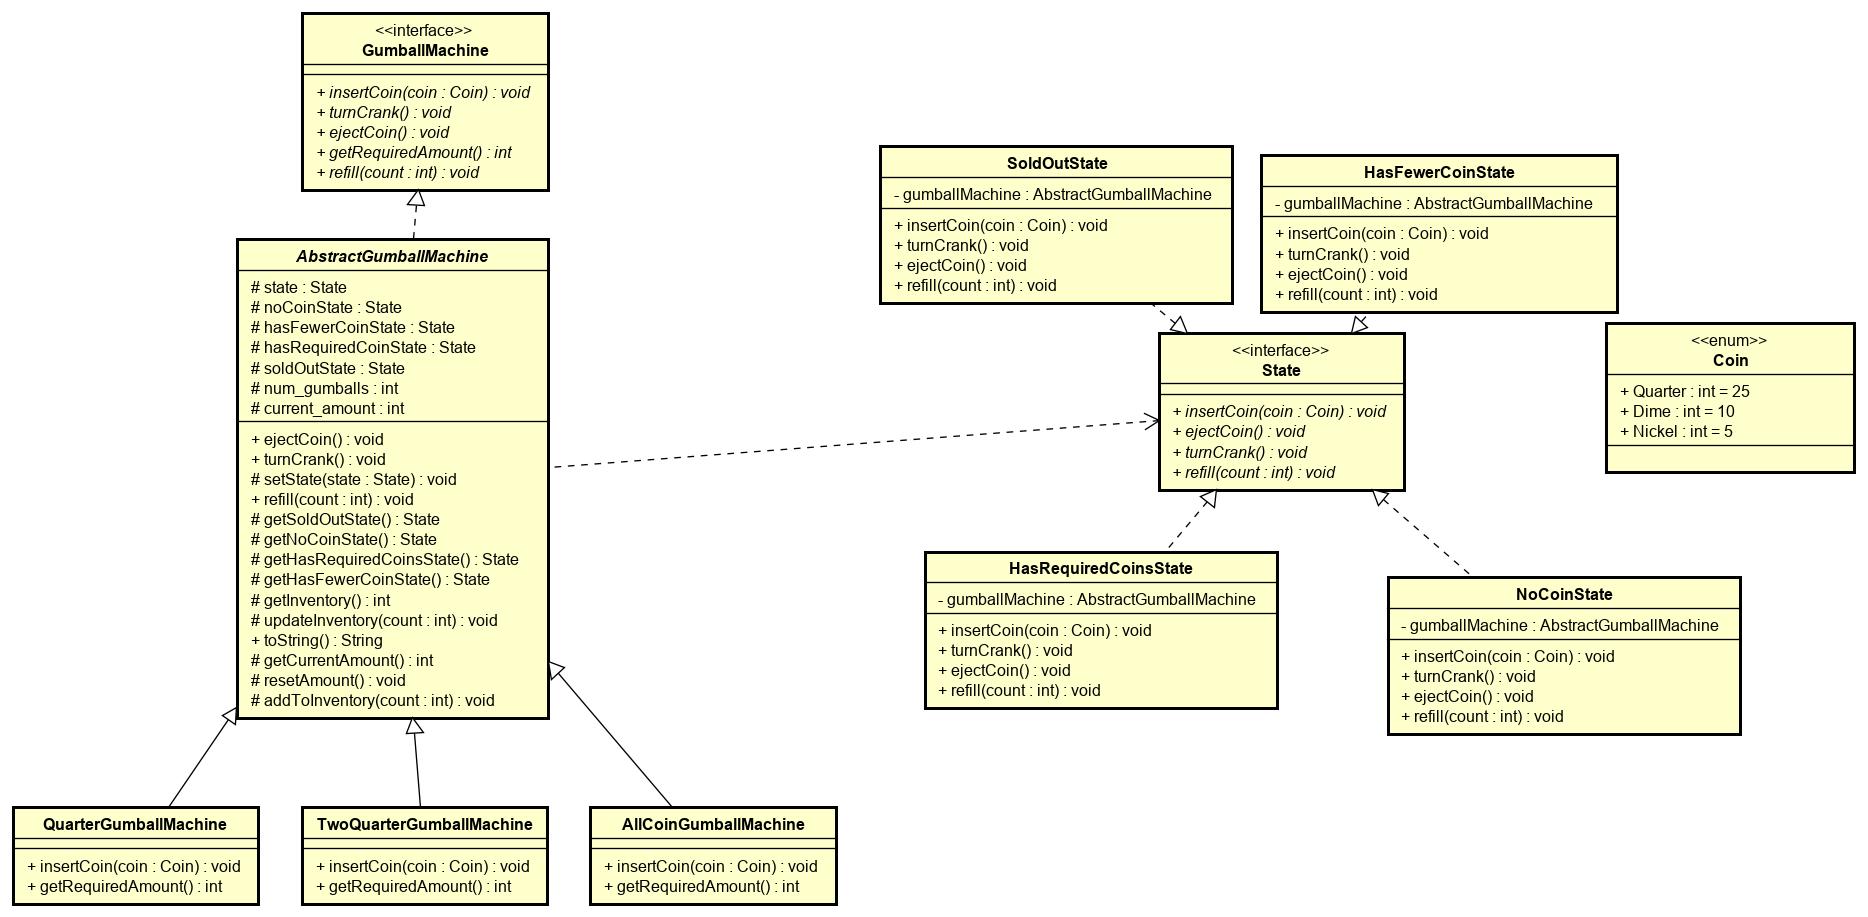 <<interface>>
GumballMachine
+ insertCoin(coin : Coin) : void
+ turnCrank() : void
+ ejectCoin() : void
+ getRequiredAmount() : int
+ refill(count : int) : void
AbstractGumballMachine
# state : State
# noCoinState : State
# hasFewerCoinState : State
# hasRequiredCoinState : State
# soldOutState : State
# num_gumballs : int
# current_amount : int
+ ejectCoin() : void
+ turnCrank() : void
# setState(state : State) : void
+ refill(count : int) : void
# getSoldOutState() : State
# getNoCoinState() : State
# getHasRequiredCoinsState() : State
# getHasFewerCoinState() : State
# getInventory() : int
# updateInventory(count : int) : void
+ toString() : String
# getCurrentAmount() : int
# resetAmount() : void
# addToInventory(count : int) : void
QuarterGumballMachine
+ insertCoin(coin : Coin) : void
+ getRequiredAmount() : int
TwoQuarterGumballMachine
+ insertCoin(coin : Coin) : void
+ getRequiredAmount() : int
AllCoinGumballMachine
+ insertCoin(coin : Coin) : void
+ getRequiredAmount() : int
SoldOutState
- gumballMachine : AbstractGumballMachine
+ insertCoin(coin : Coin) : void
+ turnCrank() : void
+ ejectCoin() : void
+ refill(count : int) : void
HasFewerCoinState
- gumballMachine : AbstractGumballMachine
+ insertCoin(coin : Coin) : void
+ turnCrank() : void
+ ejectCoin() : void
+ refill(count : int) : void
<<interface>>
State
+ insertCoin(coin : Coin) : void
+ ejectCoin() : void
+ turnCrank() : void
+ refill(count : int) : void
<<enum>>
Coin
+ Quarter : int = 25
+ Dime : int = 10
+ Nickel : int = 5
HasRequiredCoinsState
- gumballMachine : AbstractGumballMachine
+ insertCoin(coin : Coin) : void
+ turnCrank() : void
+ ejectCoin() : void
+ refill(count : int) : void
NoCoinState
- gumballMachine : AbstractGumballMachine
+ insertCoin(coin : Coin) : void
+ turnCrank() : void
+ ejectCoin() : void
+ refill(count : int) : void